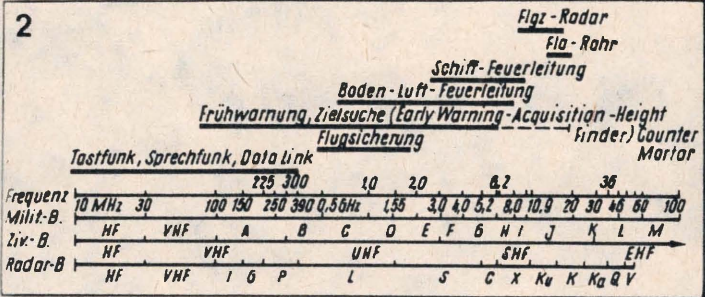 2
Flgz-Radar
Fla-Rohr
Schiff-Feuerleitung
Boden-Luft-Feuerleitung
Frühwarnung, Zielsuche (Early Warning-Acquisition-Height
Finder) Counter
Mortar
Flugsicherung
Tastfunk, Sprechfunk, Data Link
225 300 1,0 2,0 6,2 36
Frequenz 10 MHz 30 100 150 250 390 0,5 GHz 1,55 3,0 4,0 5,2 8,0 10,9 20 30 46 60 100
Milit.-B. HF VHF A B C D E F G H I J K L M
Ziv.-B. HF VHF UHF SHF EHF
Radar-B HF VHF I G P L S C X Ku K Ka Q V